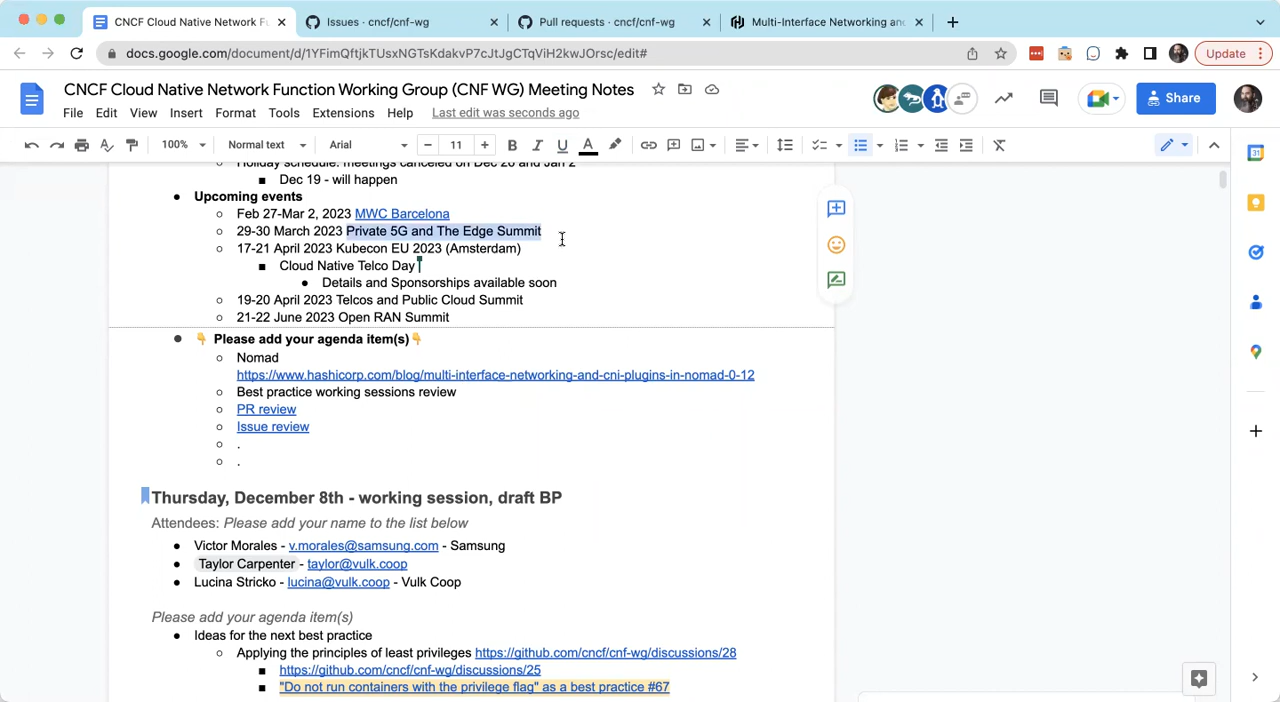 CNCF Cloud Native Network Fu
Issues · cncf/cnf-wg
Pull requests · cncf/cnf-wg
Multi-Interface Networking an
docs.google.com/document/d/1YFimQftjkTUsxNGTsKdakvP7cJtJgCTqViH2kwJOrsc/edit#
Update
CNCF Cloud Native Network Function Working Group (CNF WG) Meeting Notes
File Edit View Insert Format Tools Extensions Help Last edit was seconds ago
Share
100% Normal text Arial 11
Holiday schedule: meetings canceled on Dec 26 and Jan 2
Dec 19 - will happen
Upcoming events
Feb 27-Mar 2, 2023 MWC Barcelona
29-30 March 2023 Private 5G and The Edge Summit
17-21 April 2023 Kubecon EU 2023 (Amsterdam)
Cloud Native Telco Day
Details and Sponsorships available soon
19-20 April 2023 Telcos and Public Cloud Summit
21-22 June 2023 Open RAN Summit
👇 Please add your agenda item(s)👇
Nomad
https://www.hashicorp.com/blog/multi-interface-networking-and-cni-plugins-in-nomad-0-12
Best practice working sessions review
PR review
Issue review
.
.
Thursday, December 8th - working session, draft BP
Attendees: Please add your name to the list below
Victor Morales - v.morales@samsung.com - Samsung
Taylor Carpenter - taylor@vulk.coop
Lucina Stricko - lucina@vulk.coop - Vulk Coop
Please add your agenda item(s)
Ideas for the next best practice
Applying the principles of least privileges https://github.com/cncf/cnf-wg/discussions/28
https://github.com/cncf/cnf-wg/discussions/25
"Do not run containers with the privilege flag" as a best practice #67